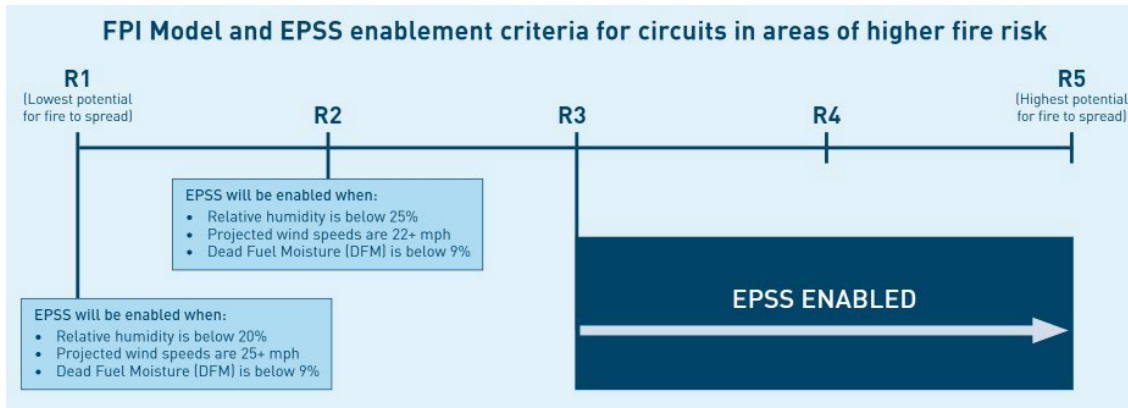 FPI Model and EPSS enablement criteria for circuits in areas of higher fire risk
R1
(Lowest potential
for fire to spread)
R2
R3
R4
R5
(Highest potential
for fire to spread)
EPSS will be enabled when:
• Relative humidity is below 25%
• Projected wind speeds are 22+ mph
• Dead Fuel Moisture (DFM) is below 9%
EPSS will be enabled when:
• Relative humidity is below 20%
• Projected wind speeds are 25+ mph
• Dead Fuel Moisture (DFM) is below 9%
EPSS ENABLED